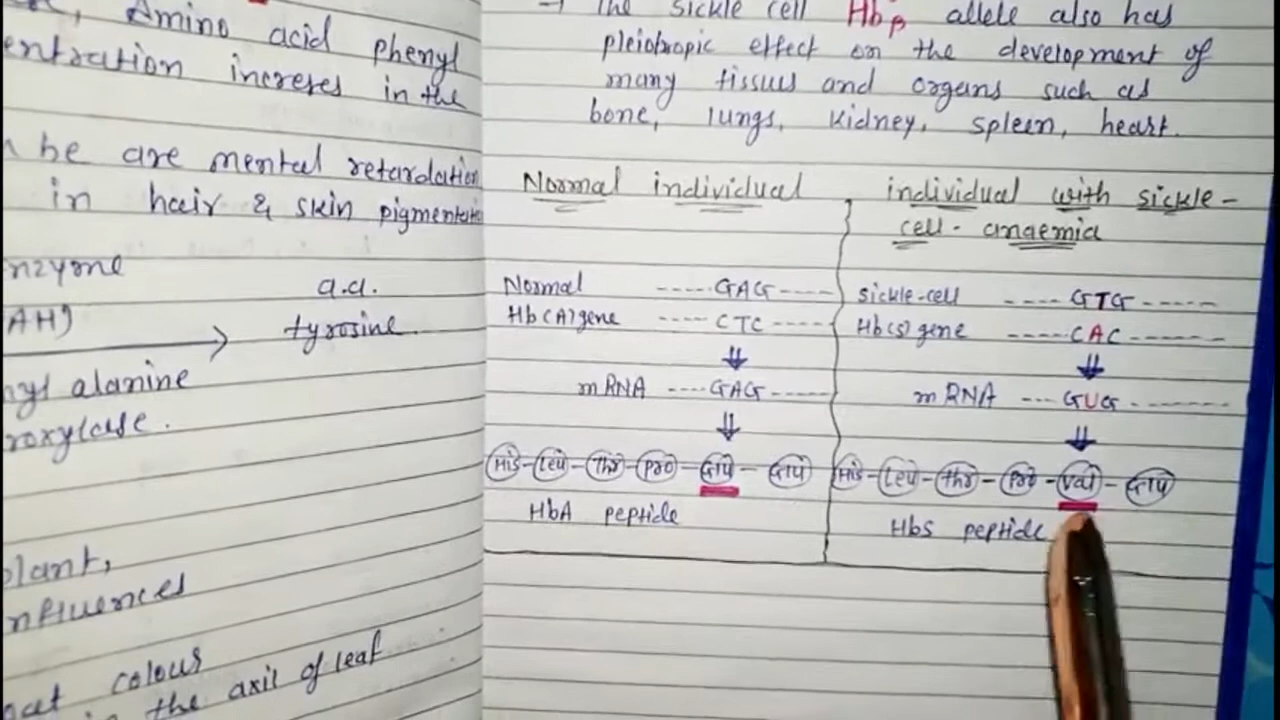 Amino acid phenyl
entration increses in the
be are mental retardation
in hair & skin pigmentati
nzyme
AH)
a.a.
tyrosine
nyl alanine
roxylase.
plant,
nfluences
colour
the axil of leaf
→ The sickle cell Hbβ allele also has
pleiotropic effect on the development of
many tissues and organs such as
bone, lungs, kidney, spleen, heart.
Normal individual
Normal ----- GAG ----
Hb(A)gene ---- CTC ----
mRNA ---- GAG -----
His - Leu - Thr - Pro - Glu - Glu
HbA peptide
individual with sickle-
cell-anaemia
sickle-cell ---- GTG -----
Hb(s)gene ---- CAC ------
mRNA --- GUG -------
His - Leu - thr - Pro - Val - Glu
Hbs peptide